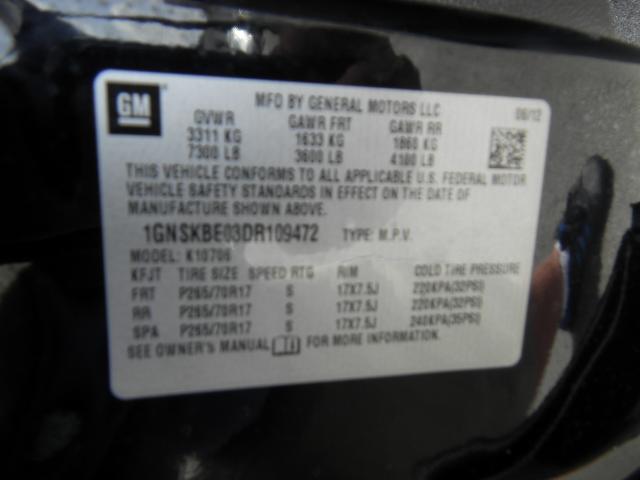 GM
MFD BY GENERAL MOTORS LLC 06/12
GVWR GAWR FRT GAWR RR
3311 KG 1633 KG 1860 KG
7300 LB 3600 LB 4100 LB
THIS VEHICLE CONFORMS TO ALL APPLICABLE U.S. FEDERAL MOTOR
VEHICLE SAFETY STANDARDS IN EFFECT ON THE DATE OF
MANUFACTURE SHOWN ABOVE.
1GNSKBE03DR109472 TYPE: M.P.V.
MODEL: K10706
KFJT TIRE SIZE SPEED RTG RIM COLD TIRE PRESSURE
FRT P265/70R17 S 17X7.5J 220KPA(32PSI)
RR P265/70R17 S 17X7.5J 220KPA(32PSI)
SPA P265/70R17 S 17X7.5J 240KPA(35PSI)
SEE OWNER'S MANUAL FOR MORE INFORMATION.